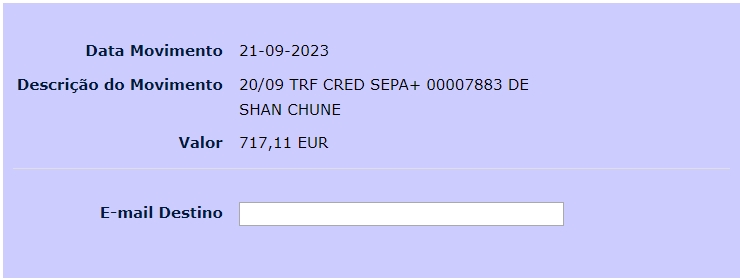 Data Movimento 21-09-2023
Descrição do Movimento 20/09 TRF CRED SEPA+ 00007883 DE
SHAN CHUNE
Valor 717,11 EUR
E-mail Destino